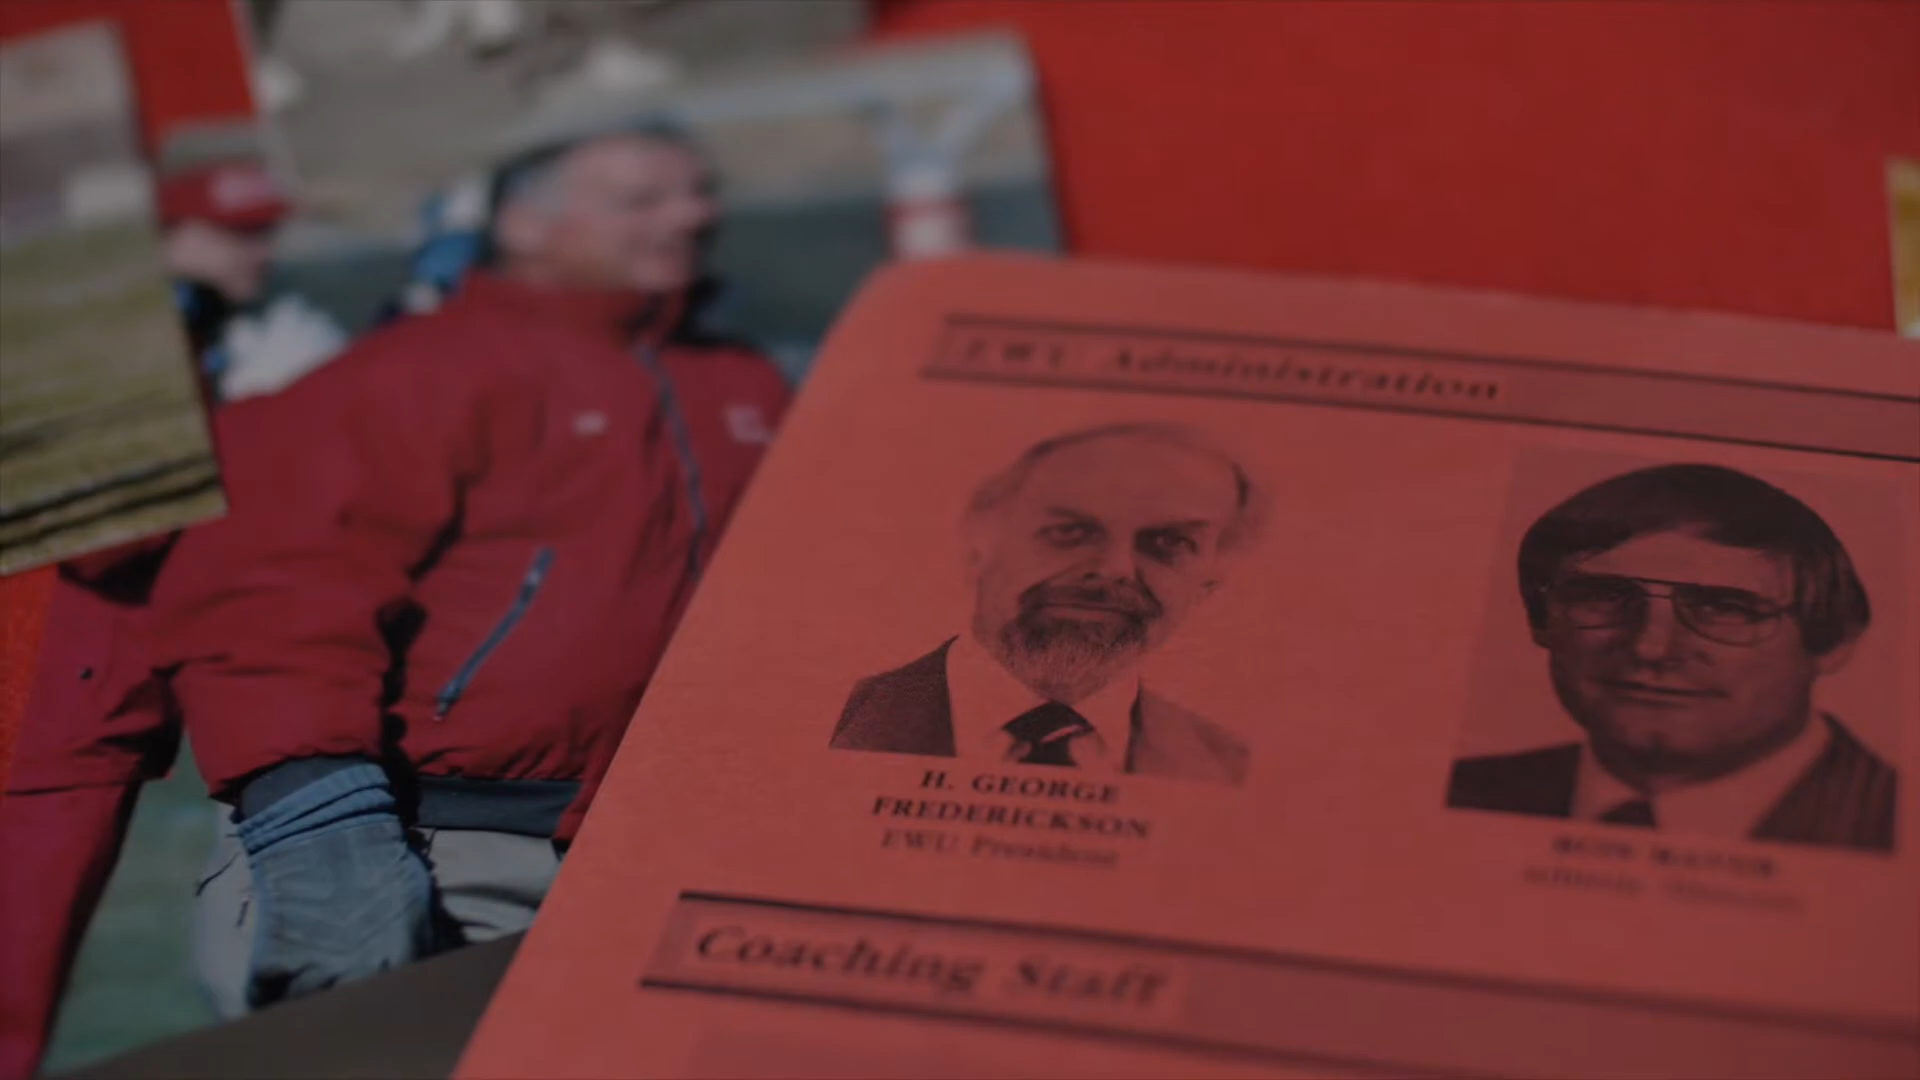 EWU Administration
H. GEORGE
FREDERICKSON
EWU President
Coaching Staff